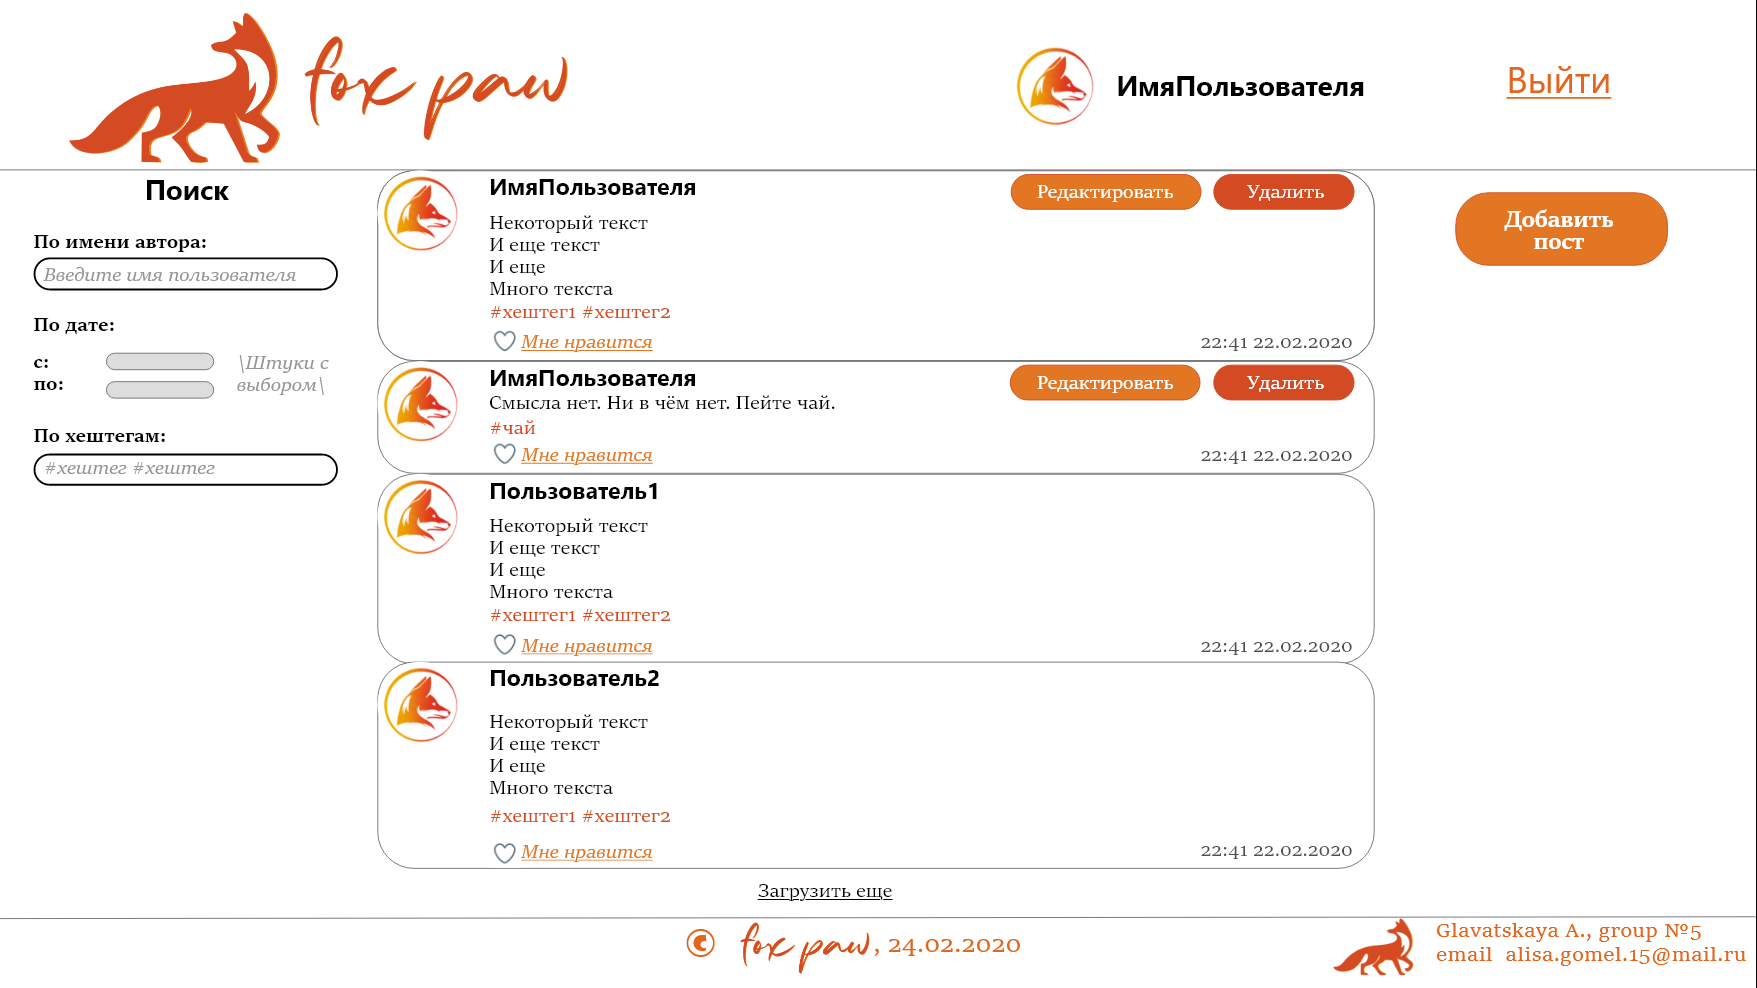 fox paw
ИмяПользователя
Выйти
Поиск
По имени автора:
Введите имя пользователя
По дате:
с:
по:
\Штуки с
выбором\
По хештегам:
#хештег #хештег
ИмяПользователя
Редактировать
Удалить
Некоторый текст
И еще текст
И еще
Много текста
#хештег1 #хештег2
Мне нравится
22:41 22.02.2020
ИмяПользователя
Редактировать
Удалить
Смысла нет. Ни в чём нет. Пейте чай.
#чай
Мне нравится
22:41 22.02.2020
Пользователь1
Некоторый текст
И еще текст
И еще
Много текста
#хештег1 #хештег2
Мне нравится
22:41 22.02.2020
Пользователь2
Некоторый текст
И еще текст
И еще
Много текста
#хештег1 #хештег2
Мне нравится
22:41 22.02.2020
Добавить
пост
Загрузить еще
© fox paw, 24.02.2020
Glavatskaya A., group №5
email alisa.gomel.15@mail.ru